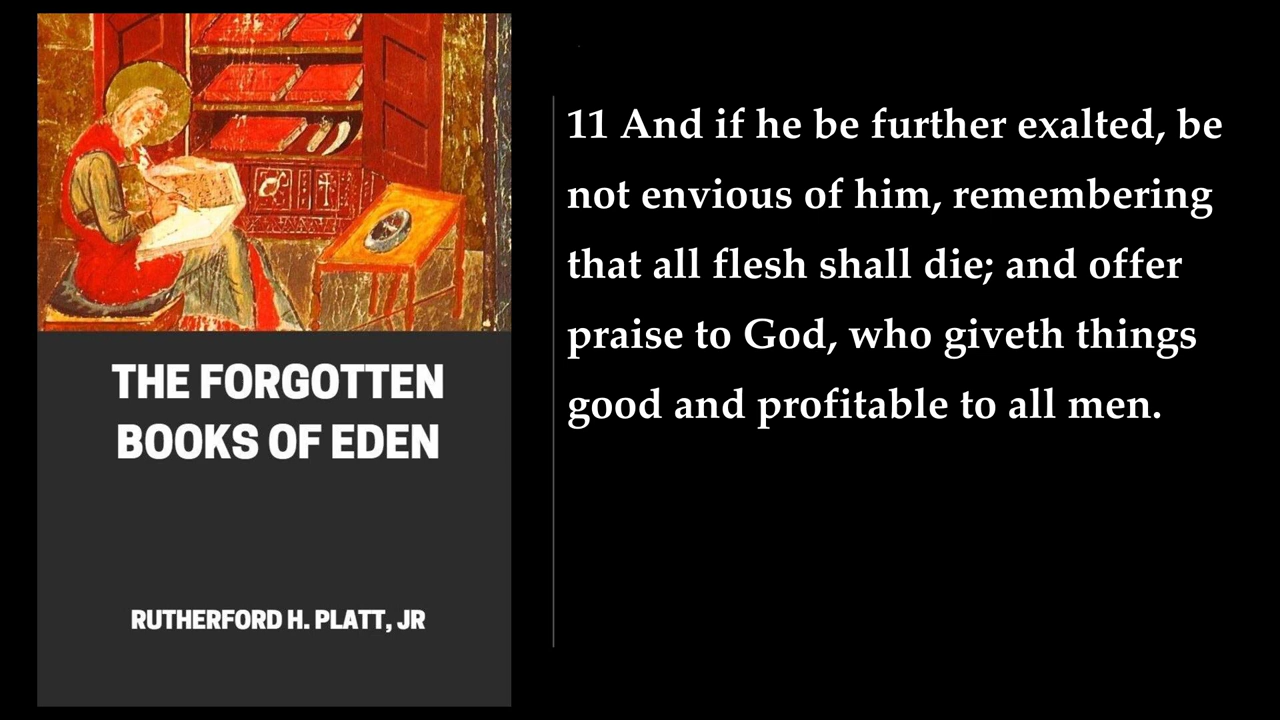 THE FORGOTTEN
BOOKS OF EDEN
RUTHERFORD H. PLATT, JR
11 And if he be further exalted, be
not envious of him, remembering
that all flesh shall die; and offer
praise to God, who giveth things
good and profitable to all men.